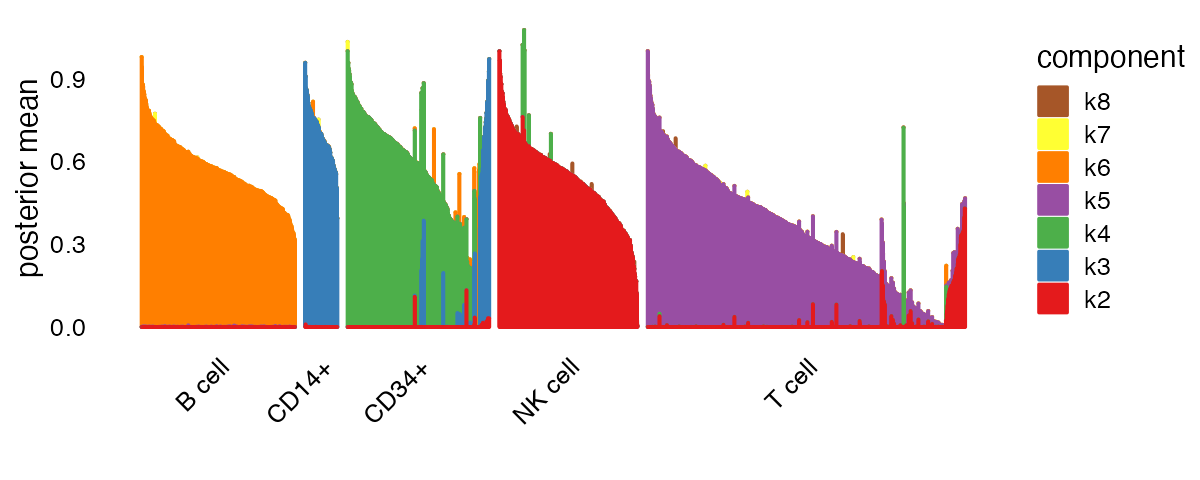 posterior mean
0.9
0.6
0.3
0.0
B cell
CD14+
CD34+
NK cell
T cell
component
k8
k7
k6
k5
k4
k3
k2